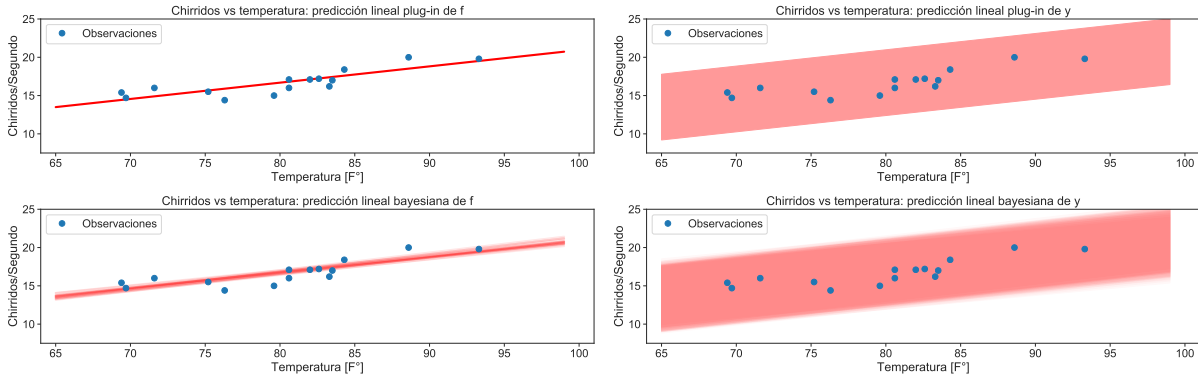 Chirridos vs temperatura: predicción lineal plug-in de f
Chirridos/Segundo
25
20
15
10
Observaciones
65 70 75 80 85 90 95 100
Temperatura [F°]
Chirridos vs temperatura: predicción lineal plug-in de y
Chirridos/Segundo
25
20
15
10
Observaciones
65 70 75 80 85 90 95 100
Temperatura [F°]
Chirridos vs temperatura: predicción lineal bayesiana de f
Chirridos/Segundo
25
20
15
10
Observaciones
65 70 75 80 85 90 95 100
Temperatura [F°]
Chirridos vs temperatura: predicción lineal bayesiana de y
Chirridos/Segundo
25
20
15
10
Observaciones
65 70 75 80 85 90 95 100
Temperatura [F°]